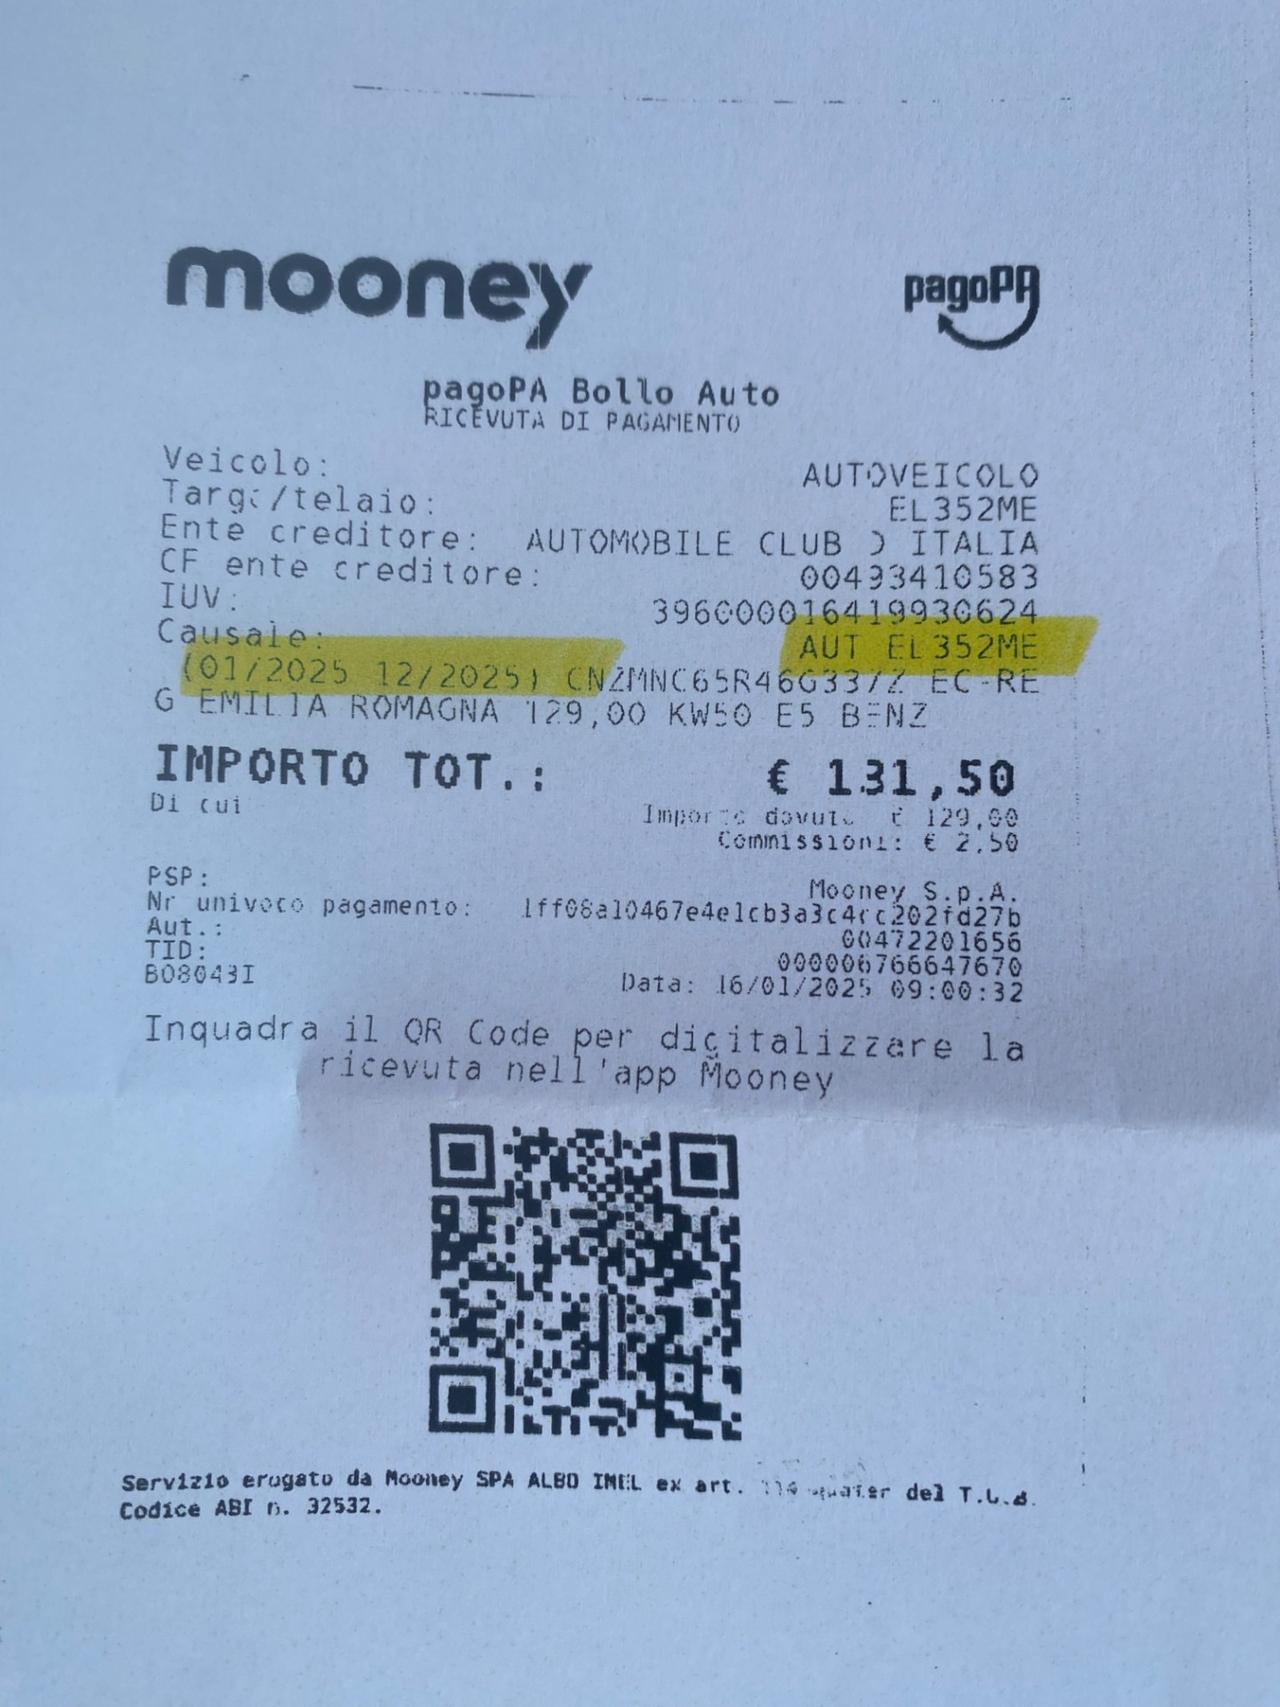 mooney
pagoPA
pagoPA Bollo Auto
RICEVUTA DI PAGAMENTO
Veicolo: AUTOVEICOLO
Targa/telaio: EL352ME
Ente creditore: AUTOMOBILE CLUB D ITALIA
CF ente creditore: 00493410583
IUV: 396000016419930624
Causale: AUT EL352ME
(01/2025 12/2025) CNZMNC65R46G337Z EC-RE
G EMILIA ROMAGNA 129,00 KW50 E5 BENZ
IMPORTO TOT.: € 131,50
Di cui Importo dovuto € 129,00
Commissioni: € 2,50
PSP: Mooney S.p.A.
Nr univoco pagamento: 1ff08a10467e4e1cb3a3c4cc202fd27b
Aut.: 00472201656
TID: 000006766647670
B08043I Data: 16/01/2025 09:00:32
Inquadra il QR Code per digitalizzare la
ricevuta nell'app Mooney
Servizio erogato da Mooney SPA ALBO IMEL ex art. 114 quater del T.U.B.
Codice ABI n. 32532.